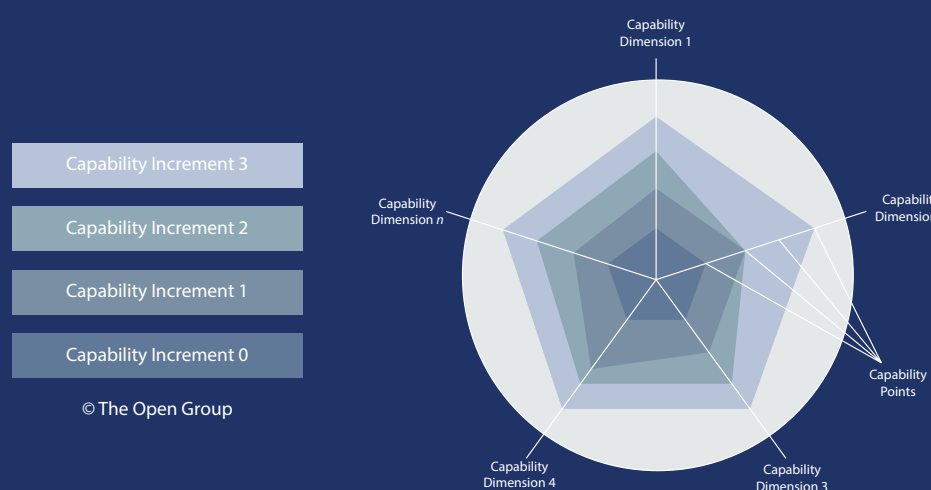 Capability Increment 3
Capability Increment 2
Capability Increment 1
Capability Increment 0
© The Open Group
Capability
Dimension 1
Capability
Dimension n
Dimension
Capability
Points
Capability
Dimension 4
Capability
Dimension 3